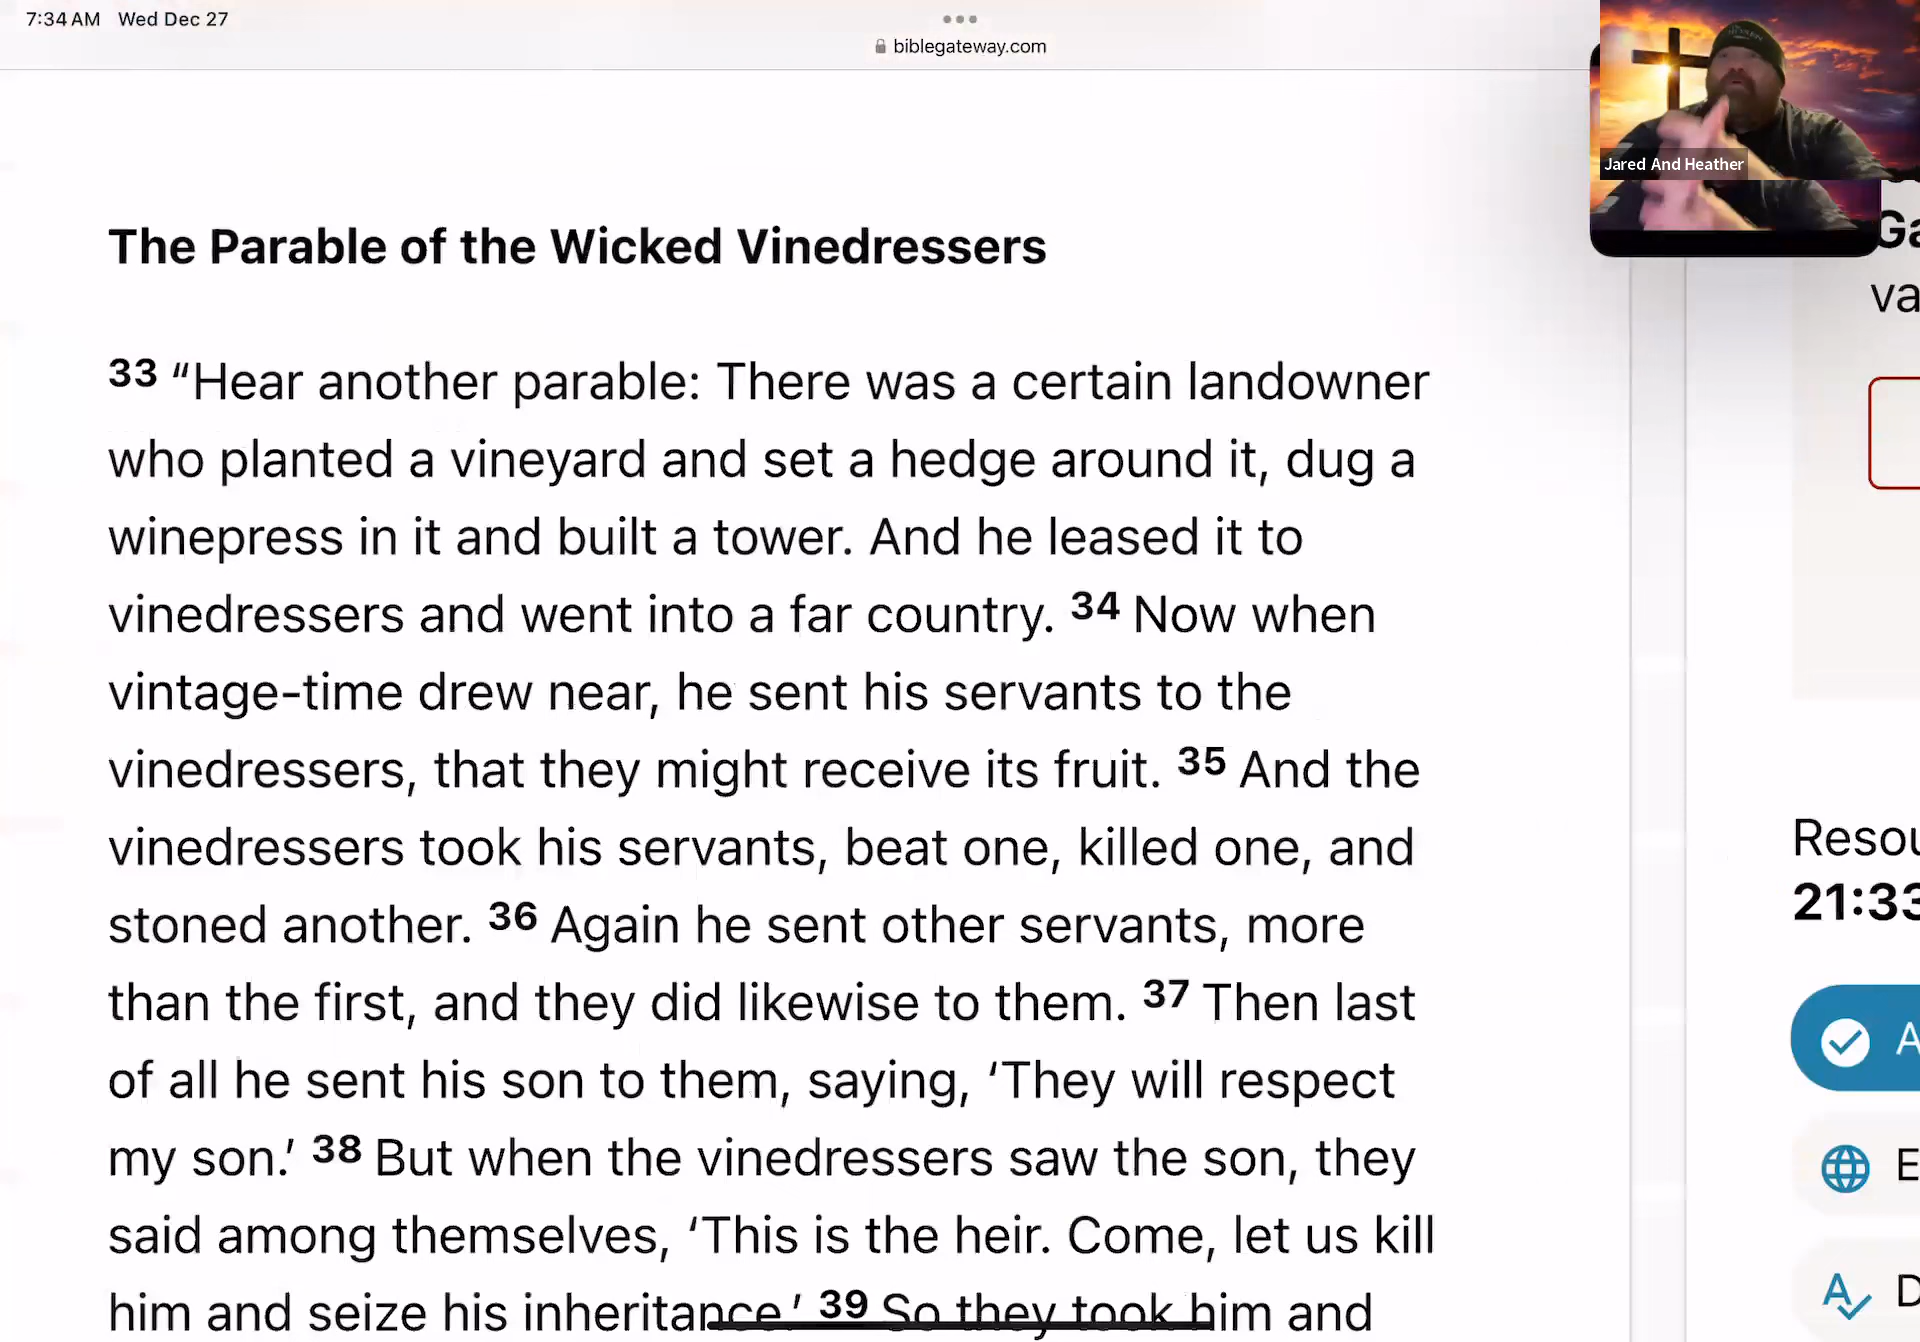 7:34 AM Wed Dec 27
biblegateway.com
Jared And Heather
The Parable of the Wicked Vinedressers
33 “Hear another parable: There was a certain landowner
who planted a vineyard and set a hedge around it, dug a
winepress in it and built a tower. And he leased it to
vinedressers and went into a far country. 34 Now when
vintage-time drew near, he sent his servants to the
vinedressers, that they might receive its fruit. 35 And the
vinedressers took his servants, beat one, killed one, and
stoned another. 36 Again he sent other servants, more
than the first, and they did likewise to them. 37 Then last
of all he sent his son to them, saying, ‘They will respect
my son.’ 38 But when the vinedressers saw the son, they
said among themselves, ‘This is the heir. Come, let us kill
him and seize his inheritance.’ 39 So they took him and
Ga
va
Resou
21:33
A
E
D